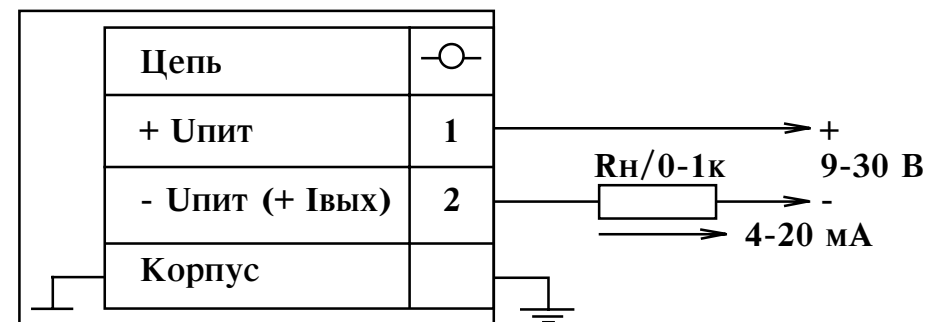 Цепь
+ Uпит 1 +
Rн/0-1к 9-30 В
- Uпит (+ Iвых) 2 -
4-20 мА
Корпус